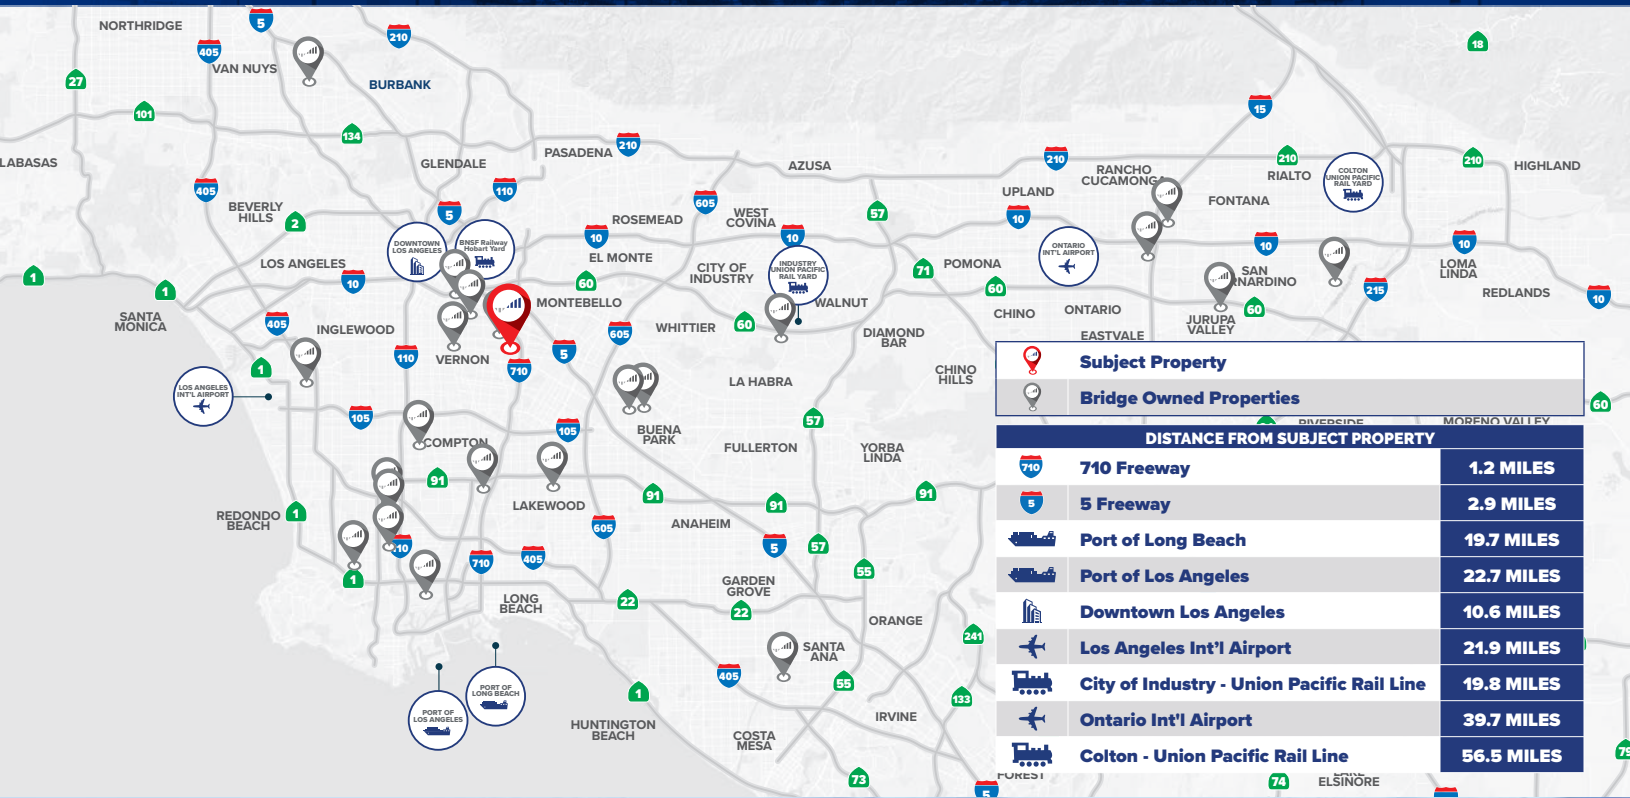 NORTHRIDGE
5
210
405
VAN NUYS
BURBANK
18
27
101
134
15
LABASAS
GLENDALE
PASADENA
210
AZUSA
210
RANCHO
CUCAMONGA
210
RIALTO
COLTON
UNION PACIFIC
RAIL YARD
210
HIGHLAND
405
110
605
UPLAND
FONTANA
BEVERLY
HILLS
2
5
ROSEMEAD
WEST
COVINA
57
10
DOWNTOWN
LOS ANGELES
BNSF Railway
Hobart Yard
10
10
ONTARIO
INT'L AIRPORT
10
10
LOS ANGELES
EL MONTE
CITY OF
INDUSTRY
INDUSTRY
UNION PACIFIC
RAIL YARD
71
POMONA
SAN
RNARDINO
LOMA
LINDA
1
1
10
60
60
215
REDLANDS
10
MONTEBELLO
WALNUT
CHINO
ONTARIO
60
SANTA
MONICA
405
INGLEWOOD
605
WHITTIER
60
DIAMOND
BAR
EASTVALE
JURUPA
VALLEY
110
VERNON
5
710
1
LOS ANGELES
INT'L AIRPORT
LA HABRA
CHINO
HILLS
Subject Property
Bridge Owned Properties
60
105
COMPTON
105
BUENA
PARK
57
FULLERTON
YORBA
LINDA
RIVERSIDE
MORENO VALLEY
91
LAKEWOOD
91
91
91
REDONDO
BEACH
1
605
ANAHEIM
10
710
405
5
57
55
1
LONG
BEACH
22
GARDEN
GROVE
22
ORANGE
241
SANTA
ANA
405
55
133
PORT OF
LONG BEACH
PORT OF
LOS ANGELES
1
HUNTINGTON
BEACH
IRVINE
COSTA
MESA
73
FOREST
5
74
ELSINORE
79
DISTANCE FROM SUBJECT PROPERTY
710 710 Freeway 1.2 MILES
5 5 Freeway 2.9 MILES
Port of Long Beach 19.7 MILES
Port of Los Angeles 22.7 MILES
Downtown Los Angeles 10.6 MILES
Los Angeles Int'l Airport 21.9 MILES
City of Industry - Union Pacific Rail Line 19.8 MILES
Ontario Int'l Airport 39.7 MILES
Colton - Union Pacific Rail Line 56.5 MILES